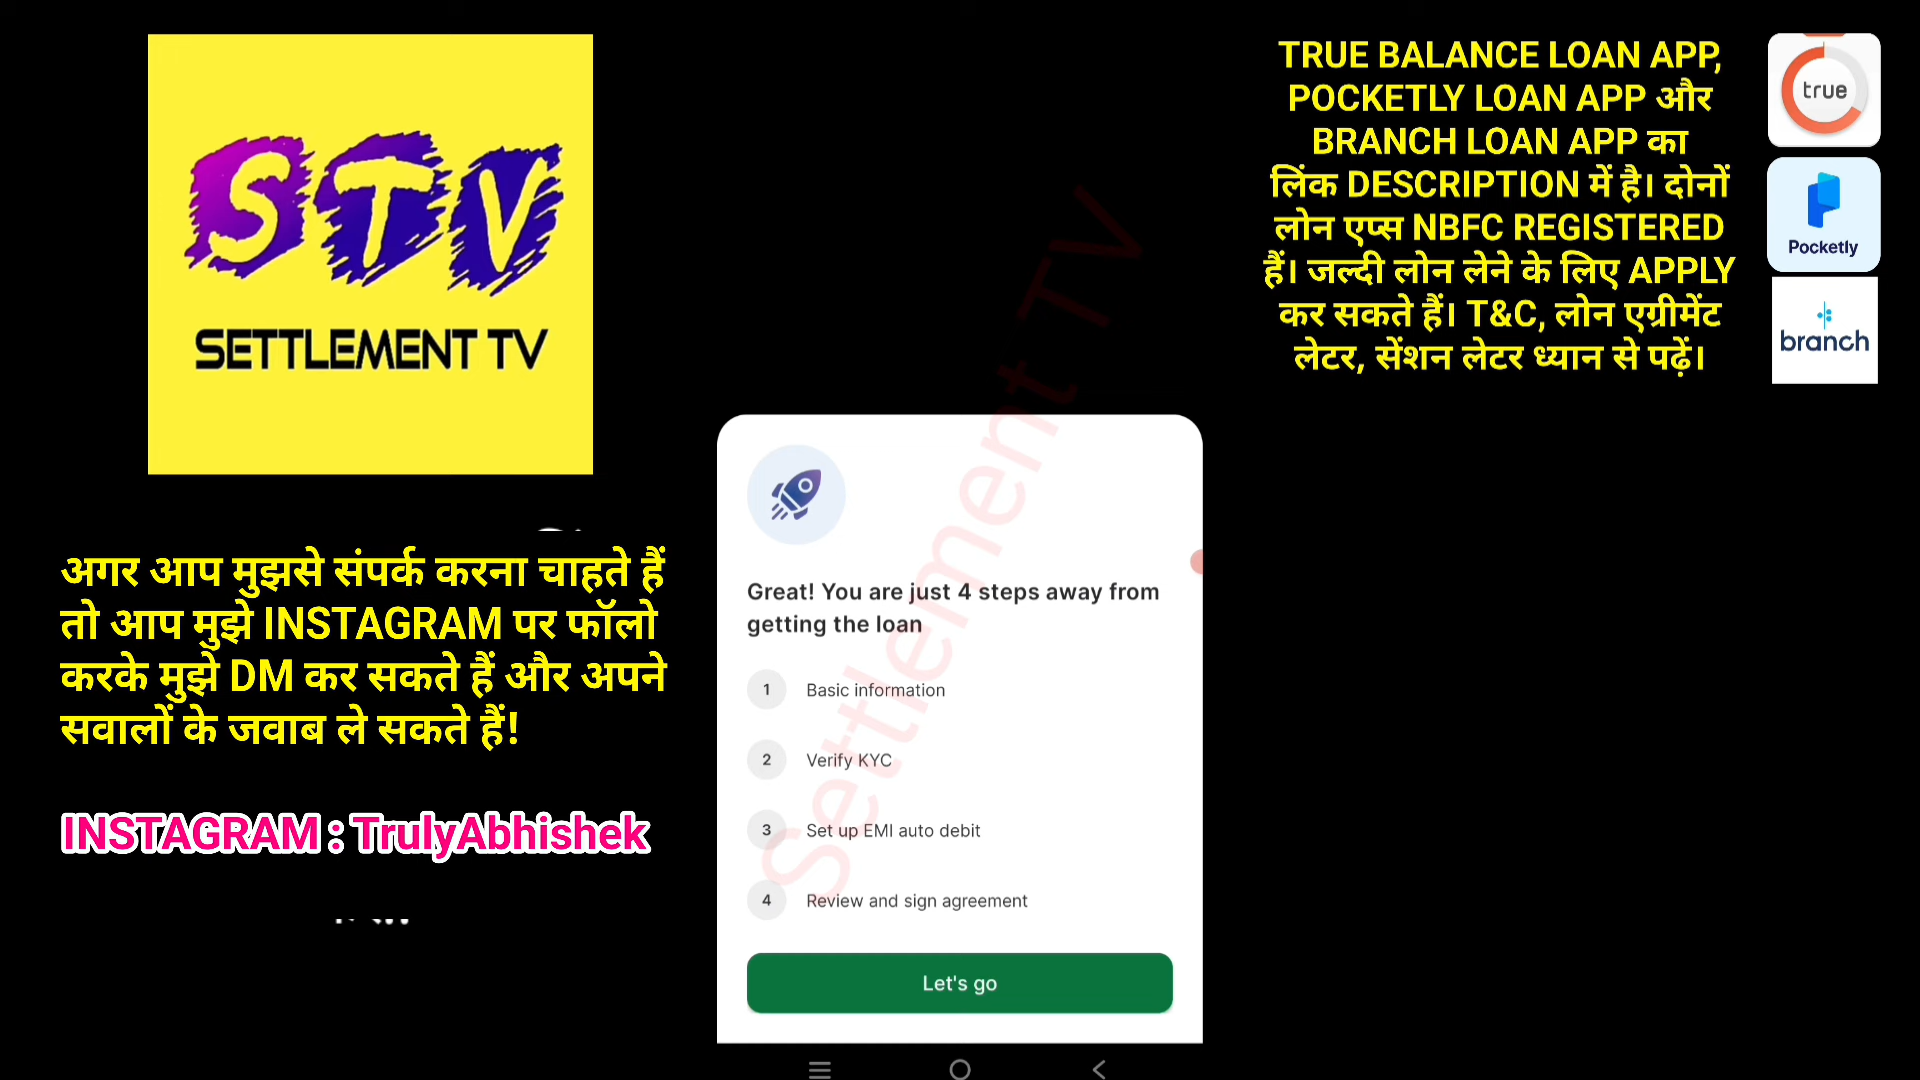 STV
SETTLEMENT TV
TRUE BALANCE LOAN APP,
POCKETLY LOAN APP और
BRANCH LOAN APP का
लिंक DESCRIPTION में है। दोनों
लोन एप्स NBFC REGISTERED
हैं। जल्दी लोन लेने के लिए APPLY
कर सकते हैं। T&C, लोन एग्रीमेंट
लेटर, सेंशन लेटर ध्यान से पढ़ें।
true
Pocketly
branch
अगर आप मुझसे संपर्क करना चाहते हैं
तो आप मुझे INSTAGRAM पर फॉलो
करके मुझे DM कर सकते हैं और अपने
सवालों के जवाब ले सकते हैं!
INSTAGRAM : TrulyAbhishek
Settlement TV
Great! You are just 4 steps away from
getting the loan
1 Basic information
2 Verify KYC
3 Set up EMI auto debit
4 Review and sign agreement
Let's go